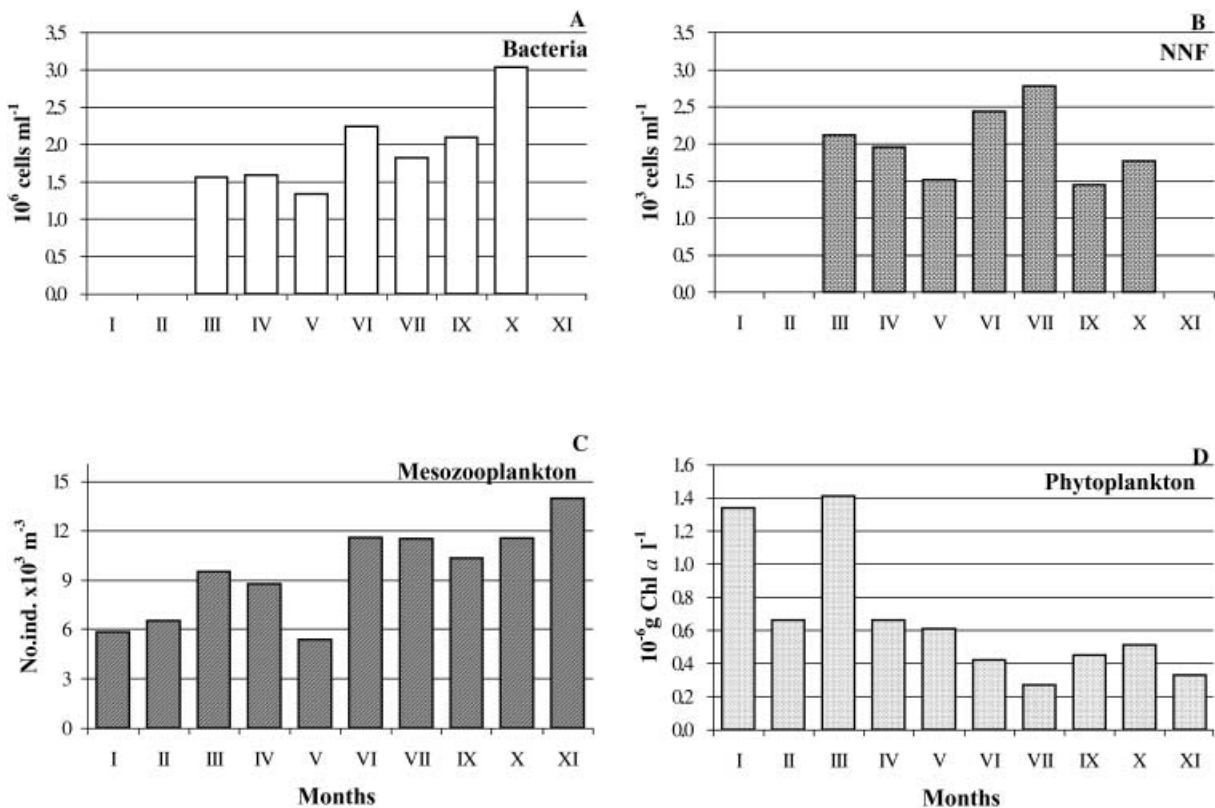 A
Bacteria
10⁶ cells ml⁻¹
3.5
3.0
2.5
2.0
1.5
1.0
0.5
0.0
I II III IV V VI VII IX X XI
B
NNF
10³ cells ml⁻¹
3.5
3.0
2.5
2.0
1.5
1.0
0.5
0.0
I II III IV V VI VII IX X XI
C
Mesozooplankton
No.ind. x10³ m⁻³
15
12
9
6
3
0
I II III IV V VI VII IX X XI
Months
D
Phytoplankton
10⁻⁶g Chl a l⁻¹
1.6
1.4
1.2
1.0
0.8
0.6
0.4
0.2
0.0
I II III IV V VI VII IX X XI
Months